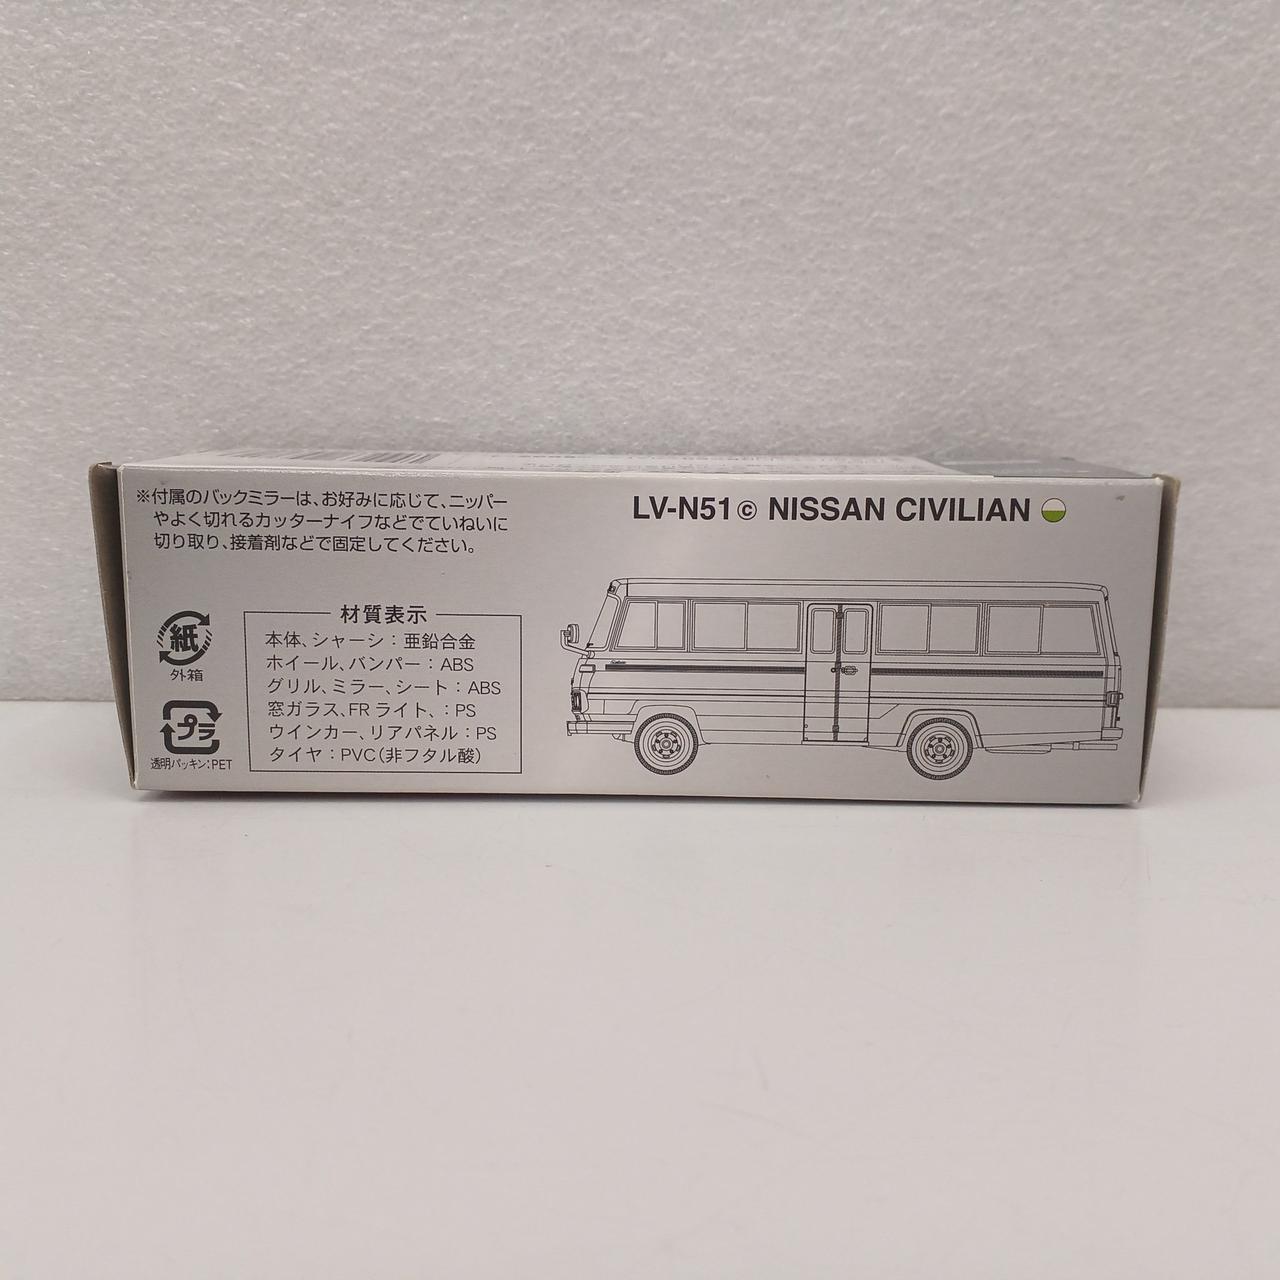 ※付属のバックミラーは、お好みに応じて、ニッパー
やよく切れるカッターナイフなどでていねいに
切り取り、接着剤などで固定してください。
LV-N51ⓒ NISSAN CIVILIAN
紙
外箱
プラ
透明パッキン:PET
材質表示
本体、シャーシ：亜鉛合金
ホイール、バンパー：ABS
グリル、ミラー、シート：ABS
窓ガラス、FRライト、：PS
ウインカー、リアパネル：PS
タイヤ：PVC(非フタル酸)